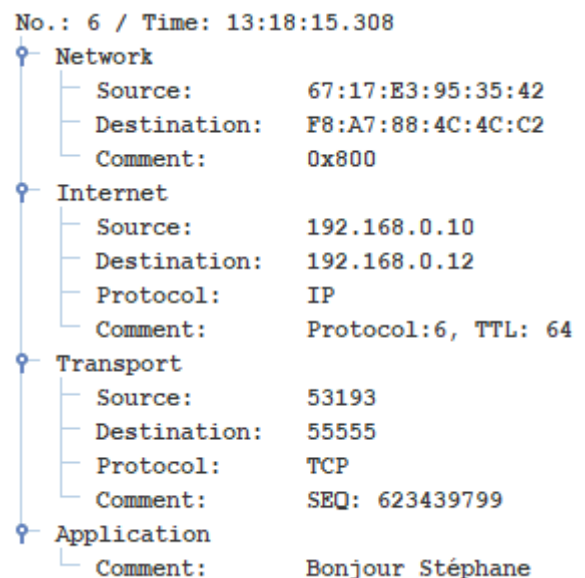 No.: 6 / Time: 13:18:15.308
Network
Source: 67:17:E3:95:35:42
Destination: F8:A7:88:4C:4C:C2
Comment: 0x800
Internet
Source: 192.168.0.10
Destination: 192.168.0.12
Protocol: IP
Comment: Protocol:6, TTL: 64
Transport
Source: 53193
Destination: 55555
Protocol: TCP
Comment: SEQ: 623439799
Application
Comment: Bonjour Stéphane